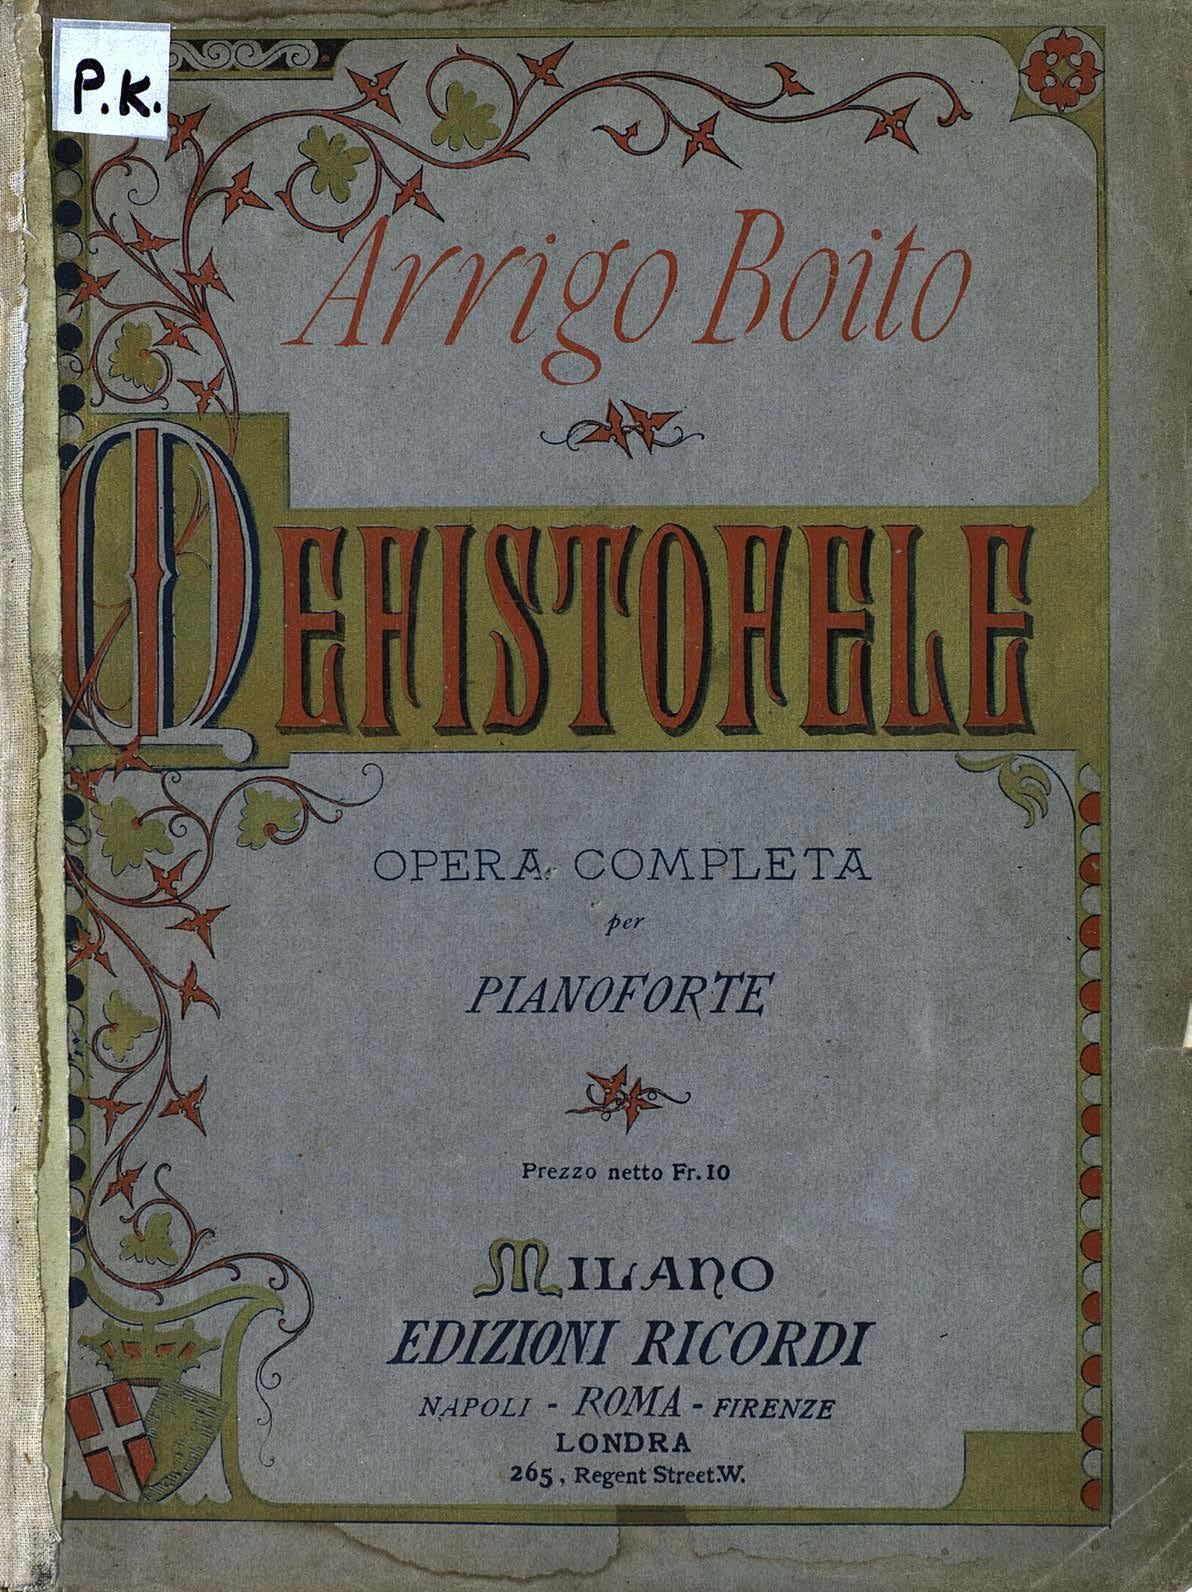 P.K.
Arrigo Boito
MEFISTOFELE
OPERA COMPLETA
per
PIANOFORTE
Prezzo netto Fr. 10
MILANO
EDIZIONI RICORDI
NAPOLI - ROMA - FIRENZE
LONDRA
265, Regent Street.W.